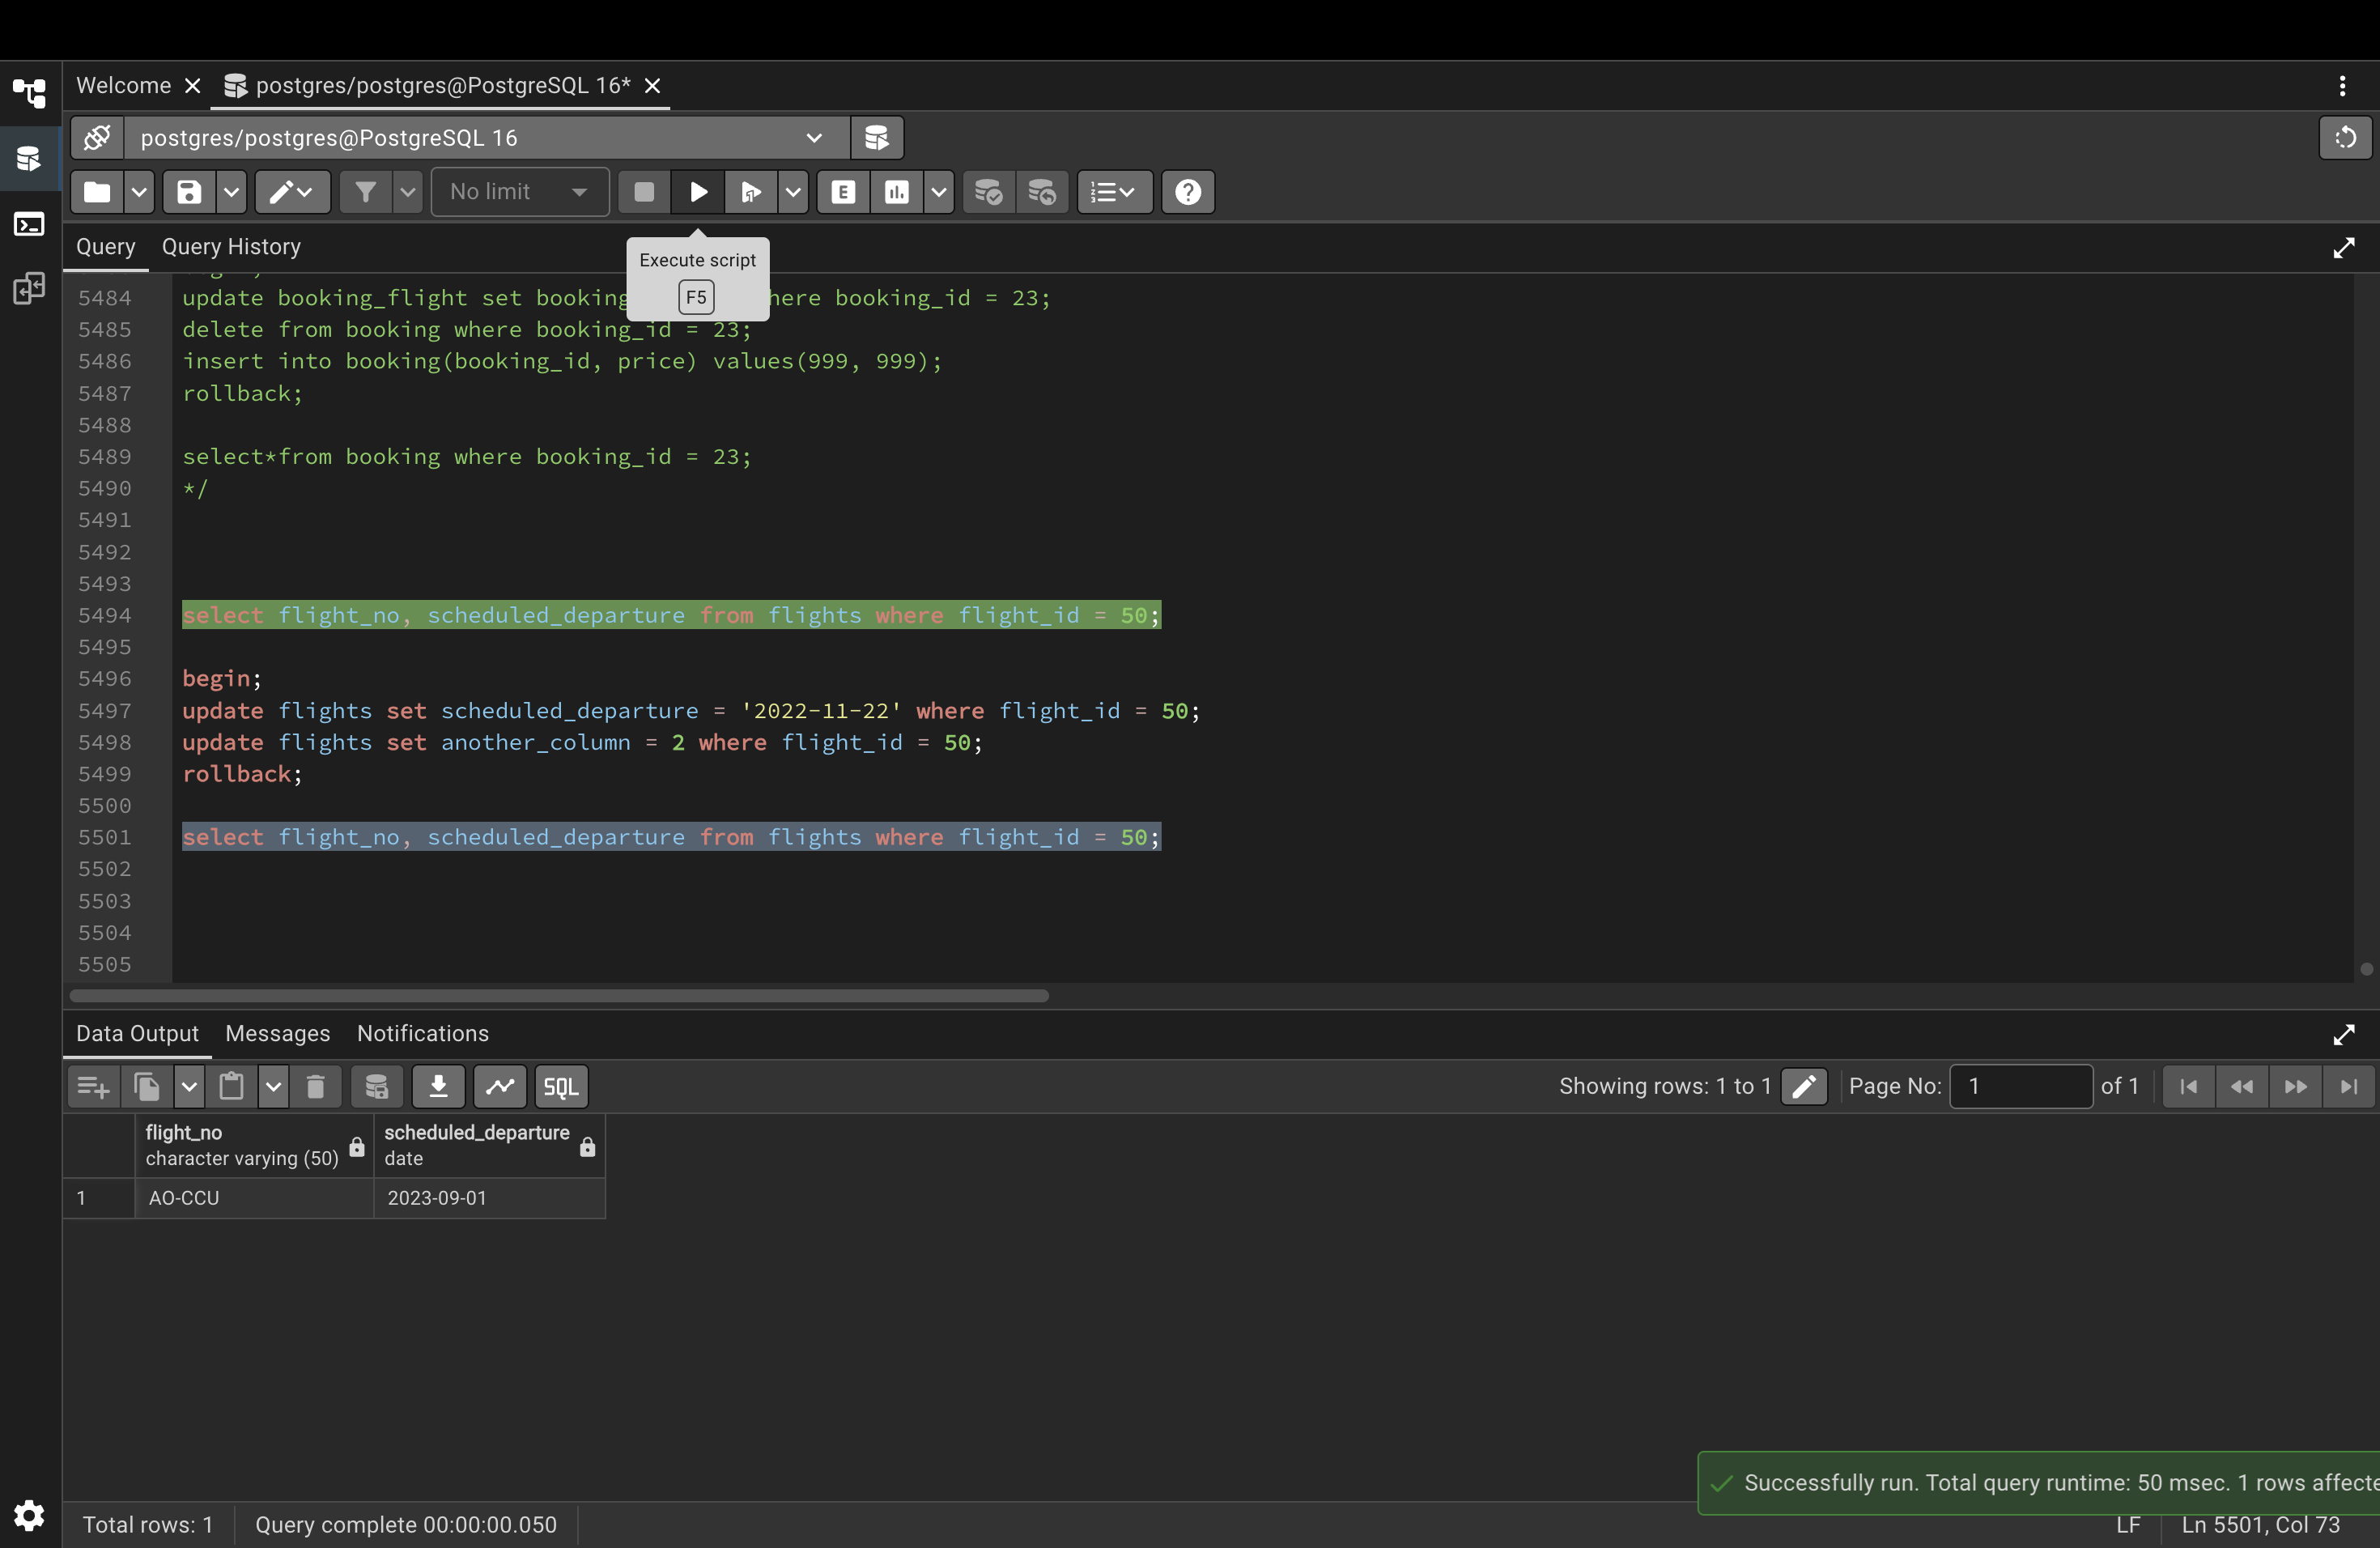 Welcome
postgres/postgres@PostgreSQL 16*
postgres/postgres@PostgreSQL 16
No limit
E
Query Query History
Execute script
F5
5484 update booking_flight set booking here booking_id = 23;
5485 delete from booking where booking_id = 23;
5486 insert into booking(booking_id, price) values(999, 999);
5487 rollback;
5488
5489 select*from booking where booking_id = 23;
5490 */
5491
5492
5493
5494 select flight_no, scheduled_departure from flights where flight_id = 50;
5495
5496 begin;
5497 update flights set scheduled_departure = '2022-11-22' where flight_id = 50;
5498 update flights set another_column = 2 where flight_id = 50;
5499 rollback;
5500
5501 select flight_no, scheduled_departure from flights where flight_id = 50;
5502
5503
5504
5505
Data Output Messages Notifications
SQL
Showing rows: 1 to 1
Page No: 1 of 1
flight_no
character varying (50)
scheduled_departure
date
1 AO-CCU 2023-09-01
Successfully run. Total query runtime: 50 msec. 1 rows affecte
Total rows: 1
Query complete 00:00:00.050
LF
Ln 5501, Col 73